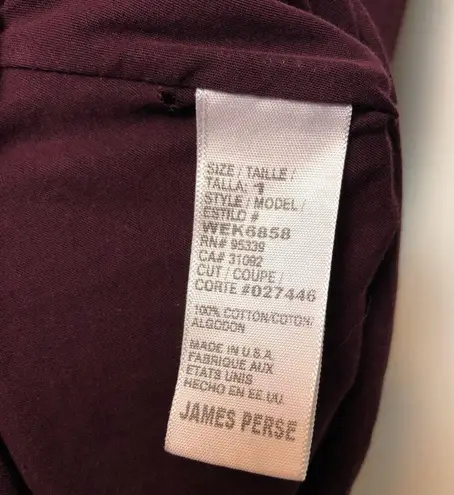 SIZE / TAILLE /
TALLA: 1
STYLE / MODEL /
ESTILO #
WEK6858
RN# 95339
CA# 31092
CUT / COUPE /
CORTE #027446
100% COTTON/COTON/
ALGODON
MADE IN U.S.A.
FABRIQUE AUX
ETATS UNIS
HECHO EN EE.UU.
JAMES PERSE